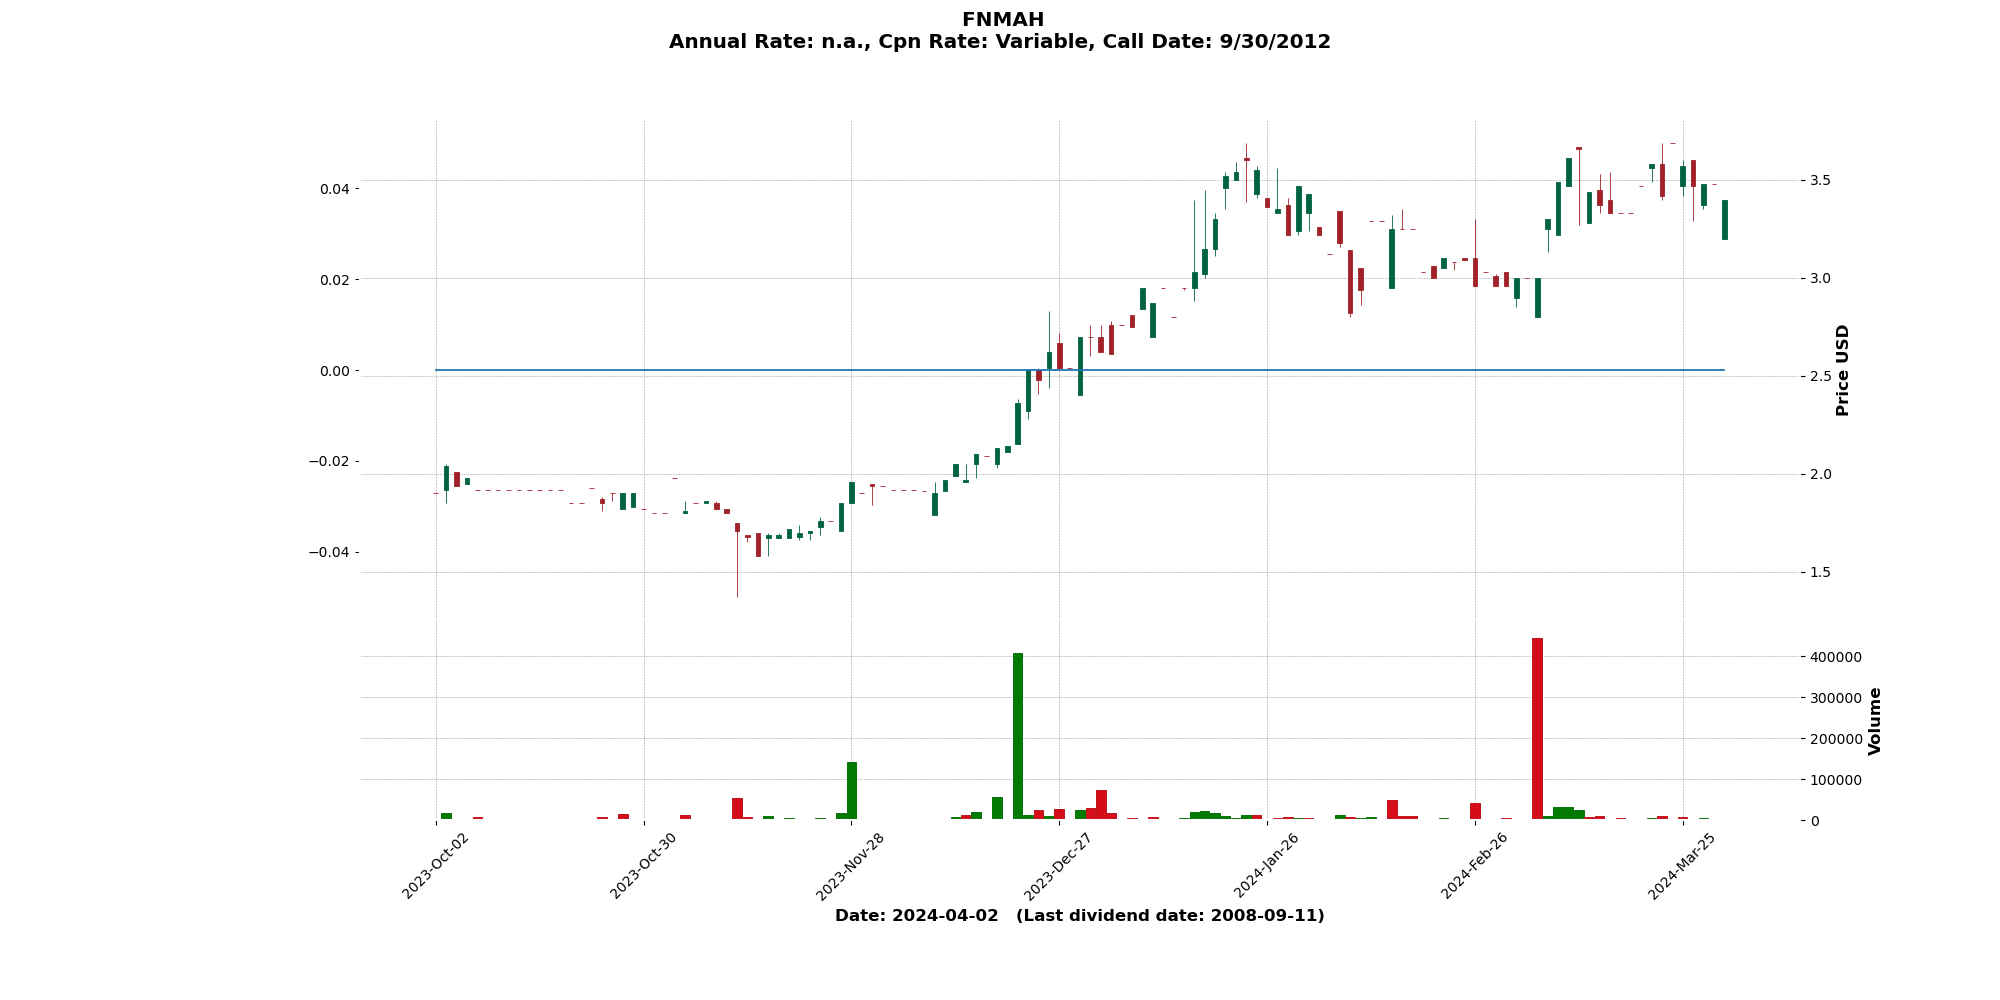 FNMAH
Annual Rate: n.a., Cpn Rate: Variable, Call Date: 9/30/2012
0.04
0.02
0.00
−0.02
−0.04
3.5
3.0
2.5
2.0
1.5
Price USD
400000
300000
200000
100000
0
Volume
2023-Oct-02
2023-Oct-30
2023-Nov-28
2023-Dec-27
2024-Jan-26
2024-Feb-26
2024-Mar-25
Date: 2024-04-02 (Last dividend date: 2008-09-11)